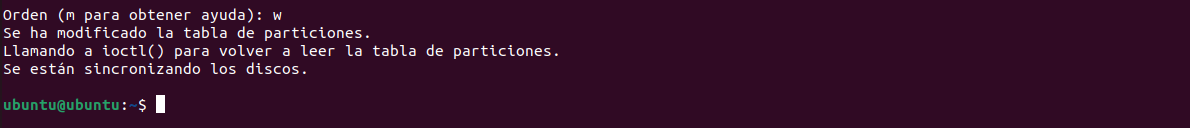 Orden (m para obtener ayuda): w
Se ha modificado la tabla de particiones.
Llamando a ioctl() para volver a leer la tabla de particiones.
Se están sincronizando los discos.
ubuntu@ubuntu:~$